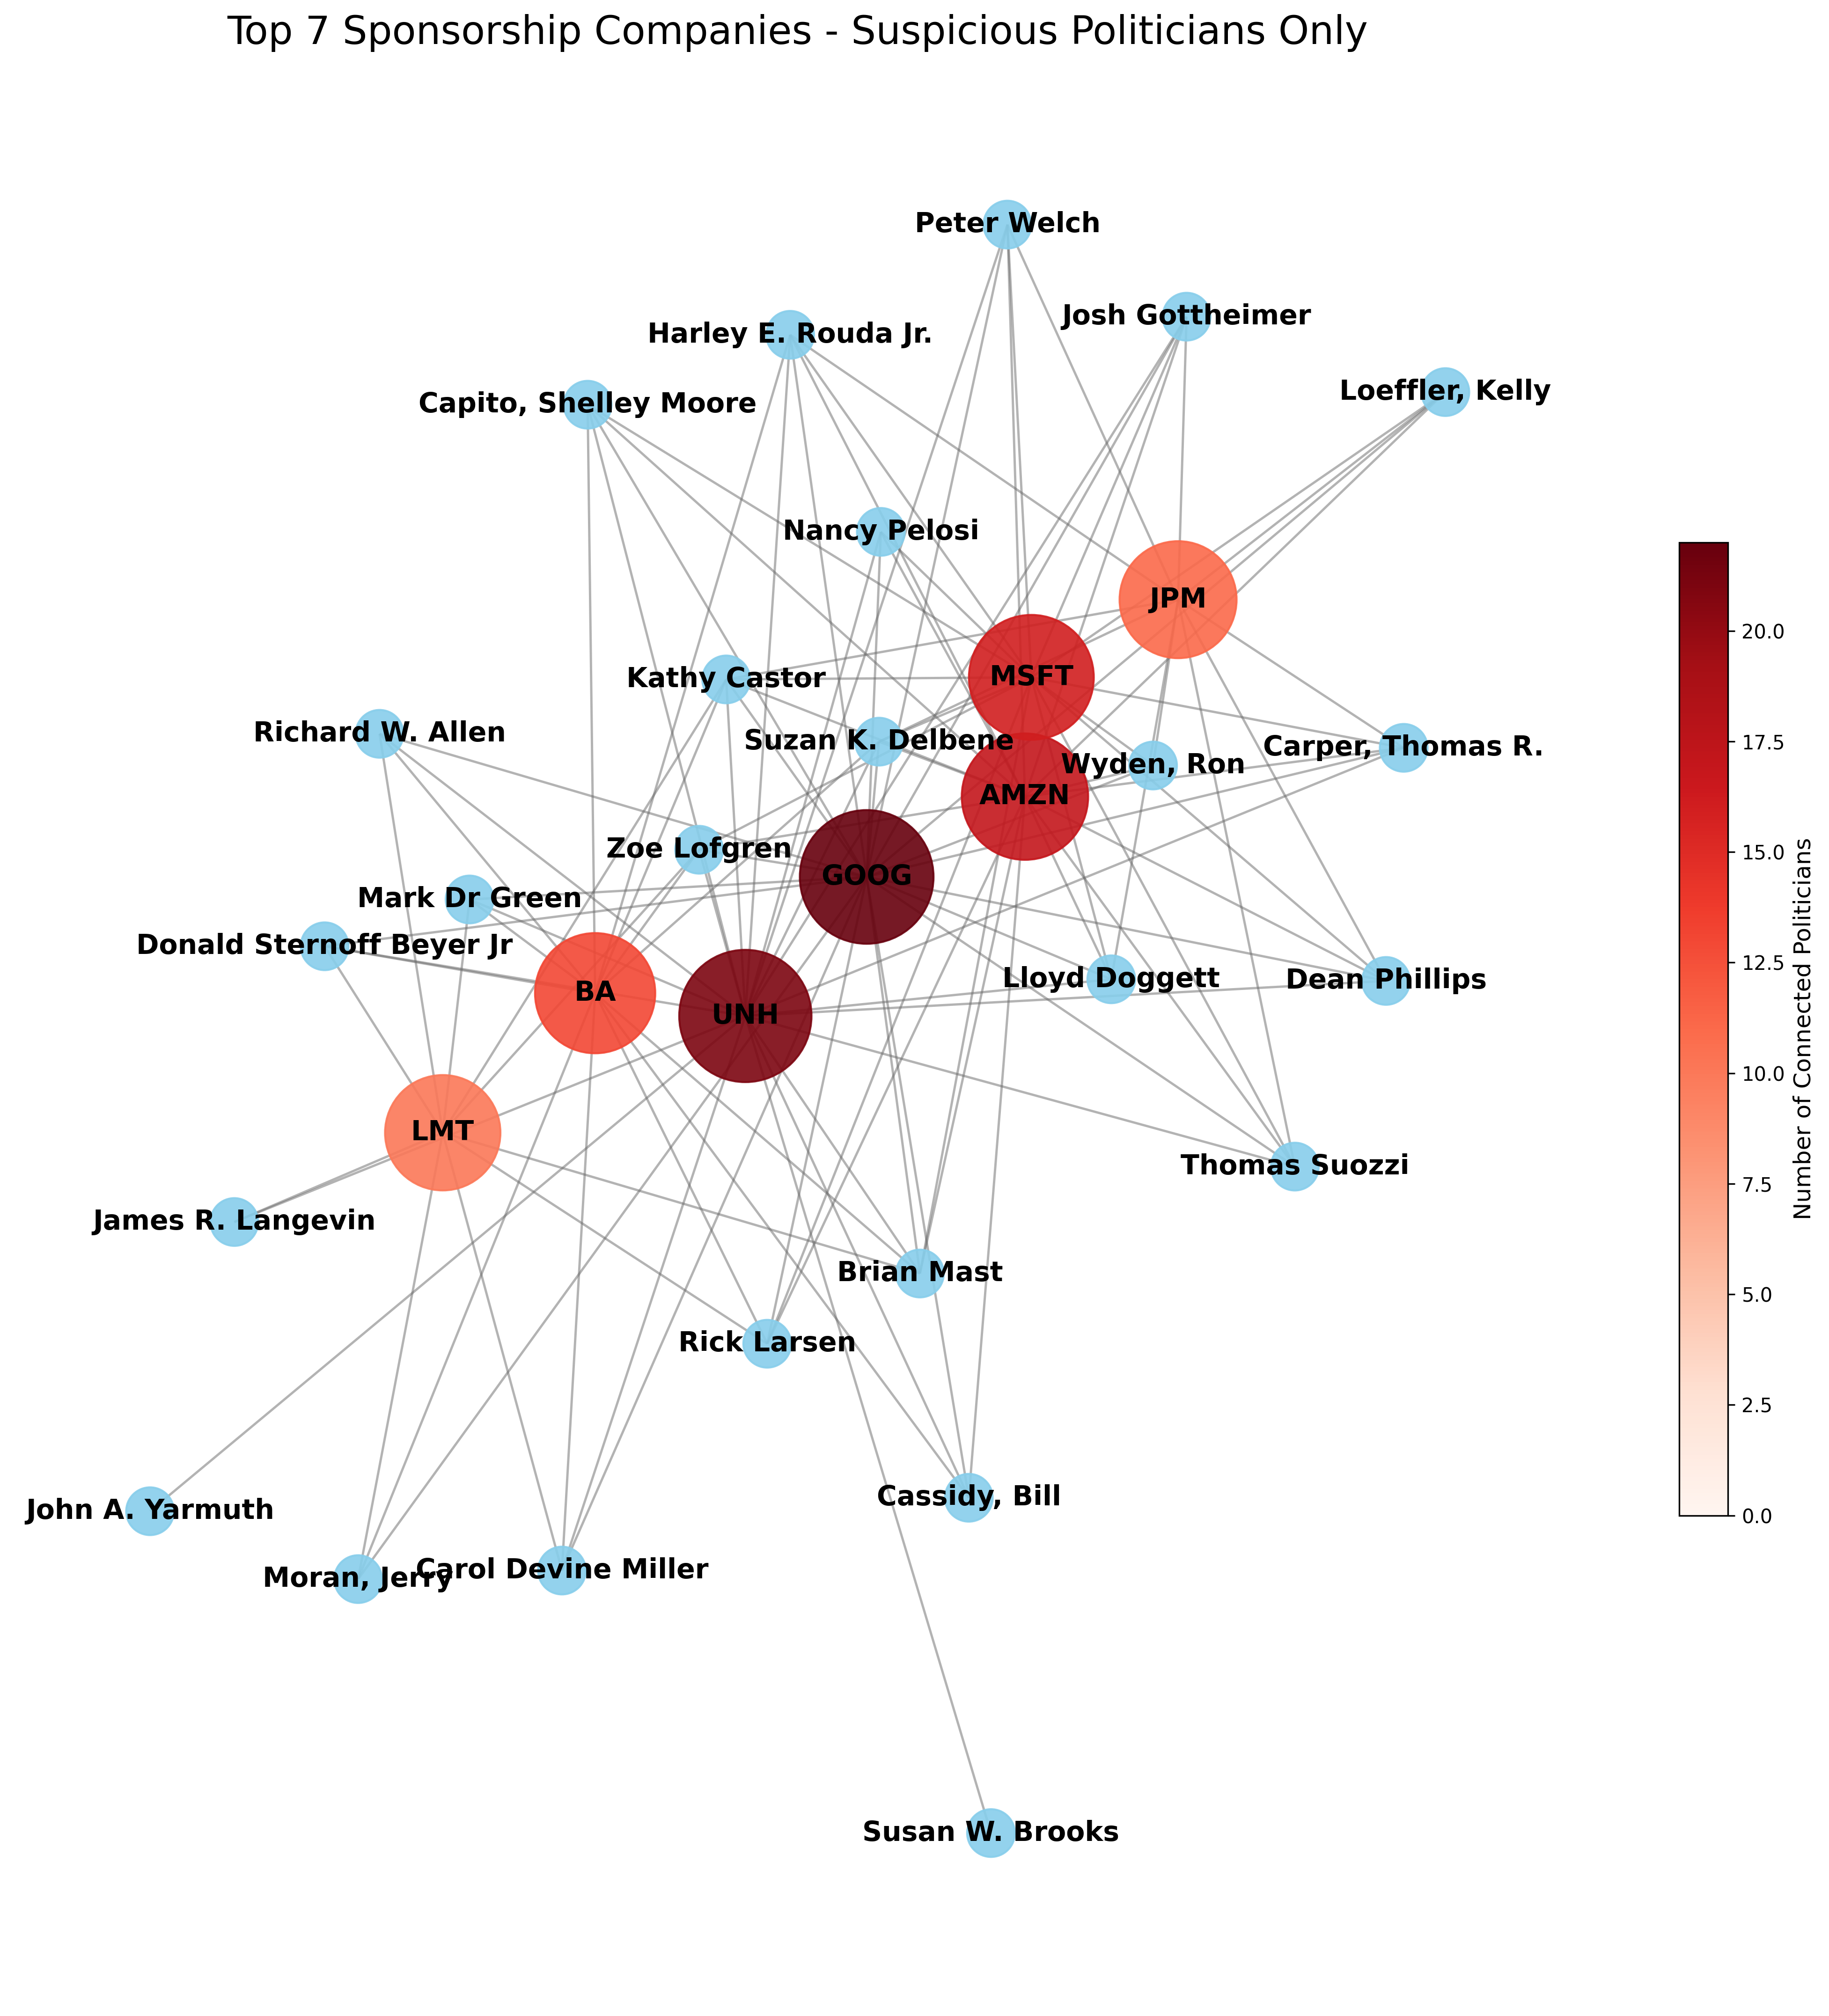 Top 7 Sponsorship Companies - Suspicious Politicians Only
Peter Welch
Josh Gottheimer
Harley E. Rouda Jr.
Loeffler, Kelly
Capito, Shelley Moore
Nancy Pelosi
JPM
MSFT
Kathy Castor
Richard W. Allen
Suzan K. Delbene
Carper, Thomas R.
Wyden, Ron
AMZN
Zoe Lofgren
GOOG
Mark Dr Green
Donald Sternoff Beyer Jr
Lloyd Doggett
Dean Phillips
BA
UNH
LMT
Thomas Suozzi
James R. Langevin
Brian Mast
Rick Larsen
Cassidy, Bill
John A. Yarmuth
Moran, Jerry
Carol Devine Miller
Susan W. Brooks
20.0
17.5
15.0
12.5
10.0
7.5
5.0
2.5
0.0
Number of Connected Politicians